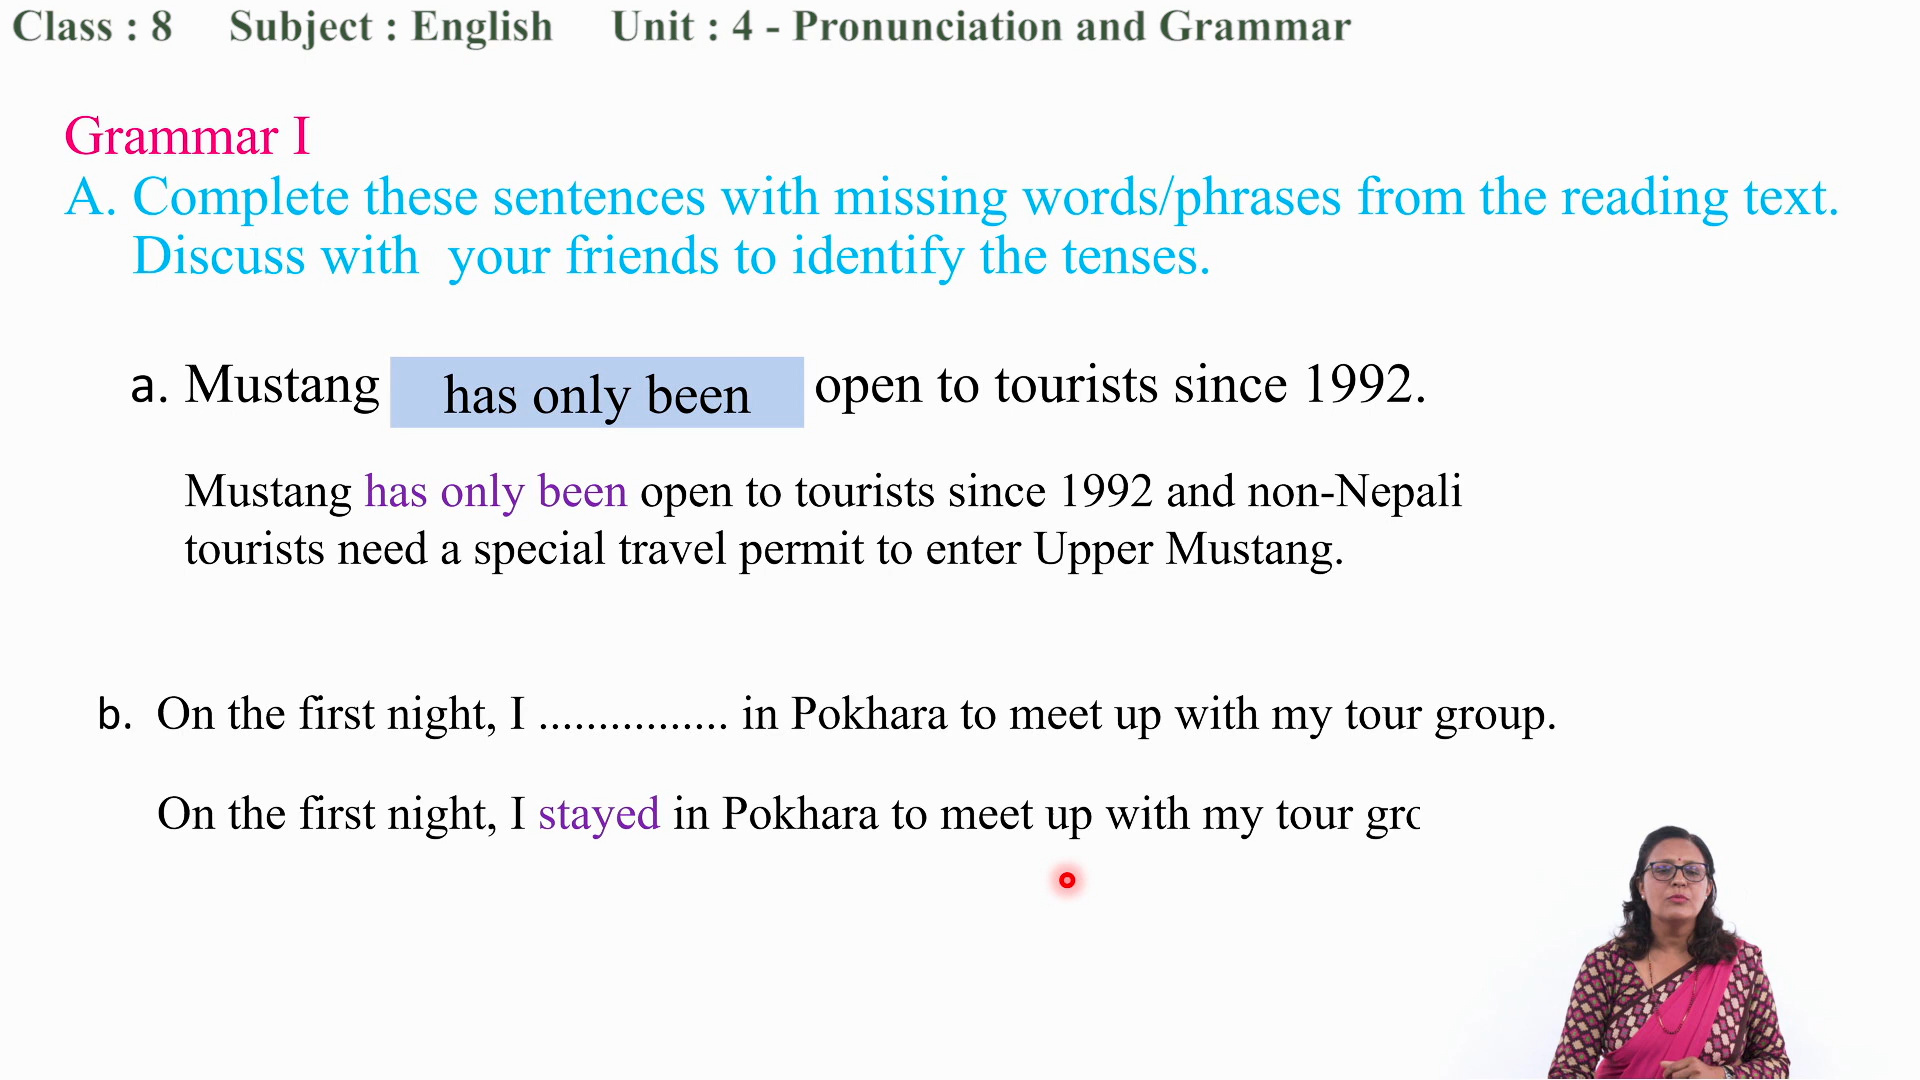 Class : 8 Subject : English Unit : 4 - Pronunciation and Grammar
Grammar I
A. Complete these sentences with missing words/phrases from the reading text.
Discuss with your friends to identify the tenses.
a. Mustang has only been open to tourists since 1992.
Mustang has only been open to tourists since 1992 and non-Nepali
tourists need a special travel permit to enter Upper Mustang.
b. On the first night, I ................ in Pokhara to meet up with my tour group.
On the first night, I stayed in Pokhara to meet up with my tour